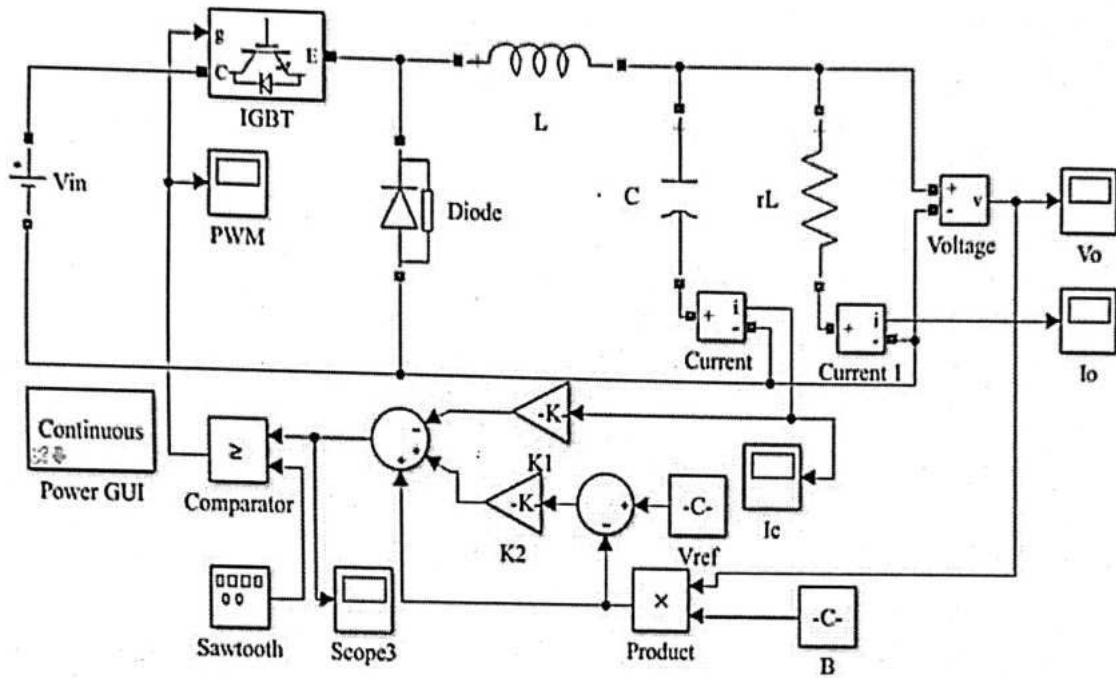 g
C
E
IGBT
L
Vin
PWM
Diode
C
rL
+
-
v
Voltage
Vo
+
i
-
Current
+
i
-
Current 1
Io
Continuous
Power GUI
≥
Comparator
-
+
+
-K-
K1
-K-
K2
+
-
-C-
Vref
Ic
Sawtooth
Scope3
×
Product
-C-
B